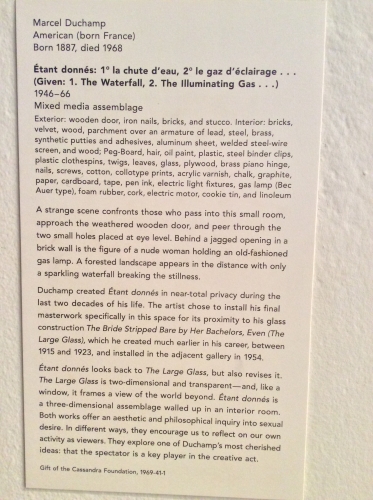 Marcel Duchamp
American (born France)
Born 1887, died 1968
Étant donnés: 1° la chute d'eau, 2° le gaz d'éclairage . . .
(Given: 1. The Waterfall, 2. The Illuminating Gas . . .)
1946–66
Mixed media assemblage
Exterior: wooden door, iron nails, bricks, and stucco. Interior: bricks,
velvet, wood, parchment over an armature of lead, steel, brass,
synthetic putties and adhesives, aluminum sheet, welded steel-wire
screen, and wood; Peg-Board, hair, oil paint, plastic, steel binder clips,
plastic clothespins, twigs, leaves, glass, plywood, brass piano hinge,
nails, screws, cotton, collotype prints, acrylic varnish, chalk, graphite,
paper, cardboard, tape, pen ink, electric light fixtures, gas lamp (Bec
Auer type), foam rubber, cork, electric motor, cookie tin, and linoleum
A strange scene confronts those who pass into this small room,
approach the weathered wooden door, and peer through the
two small holes placed at eye level. Behind a jagged opening in a
brick wall is the figure of a nude woman holding an old-fashioned
gas lamp. A forested landscape appears in the distance with only
a sparkling waterfall breaking the stillness.
Duchamp created Étant donnés in near-total privacy during the
last two decades of his life. The artist chose to install his final
masterwork specifically in this space for its proximity to his glass
construction The Bride Stripped Bare by Her Bachelors, Even (The
Large Glass), which he created much earlier in his career, between
1915 and 1923, and installed in the adjacent gallery in 1954.
Étant donnés looks back to The Large Glass, but also revises it.
The Large Glass is two-dimensional and transparent—and, like a
window, it frames a view of the world beyond. Étant donnés is
a three-dimensional assemblage walled up in an interior room.
Both works offer an aesthetic and philosophical inquiry into sexual
desire. In different ways, they encourage us to reflect on our own
activity as viewers. They explore one of Duchamp's most cherished
ideas: that the spectator is a key player in the creative act.
Gift of the Cassandra Foundation, 1969-41-1